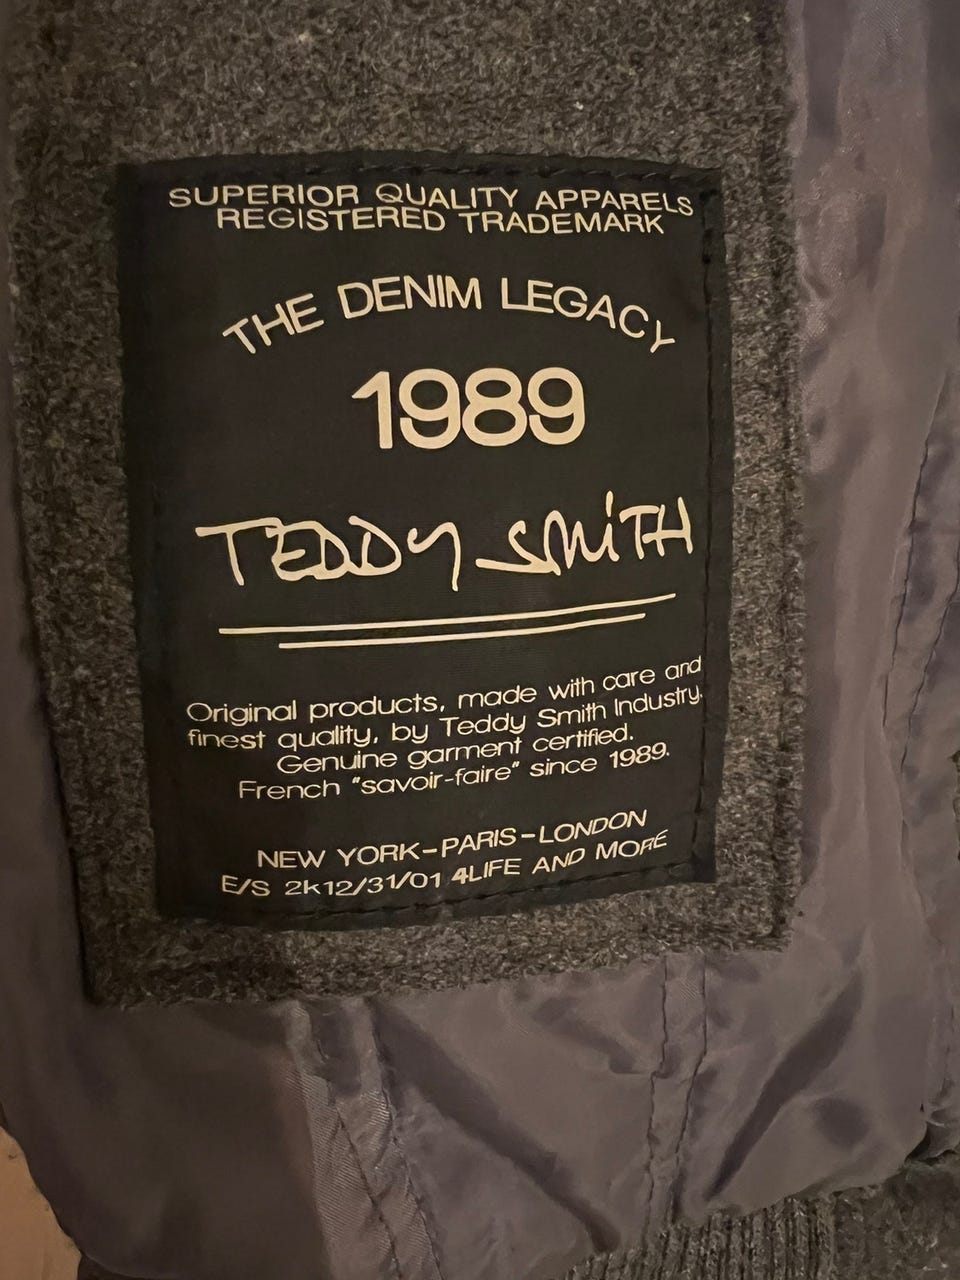 SUPERIOR QUALITY APPARELS
REGISTERED TRADEMARK
THE DENIM LEGACY
1989
TEDDY SMiTH
Original products, made with care and
finest quality, by Teddy Smith Industry.
Genuine garment certified.
French "savoir-faire" since 1989.
NEW YORK-PARIS-LONDON
E/S 2K12/31/01 4LIFE AND MORE